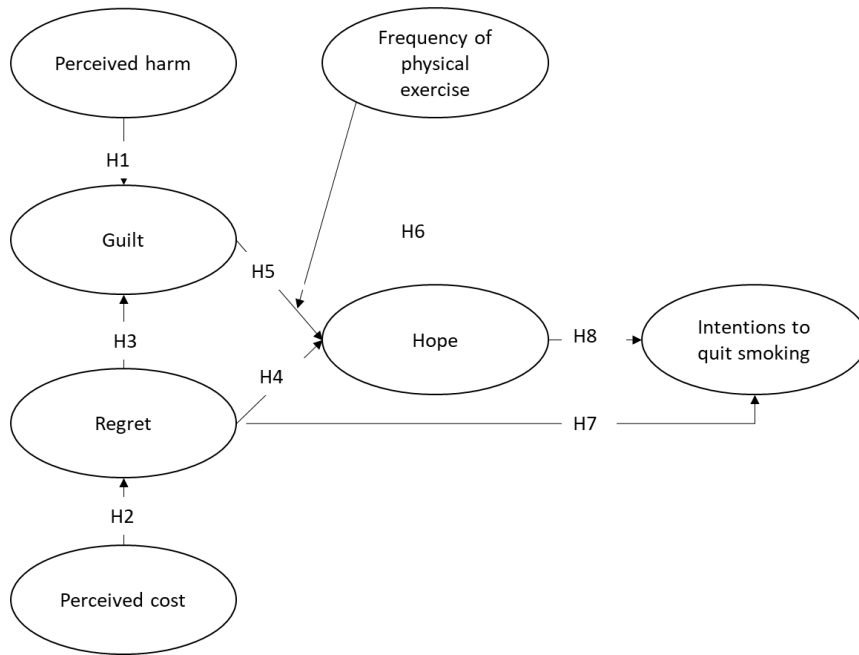 Perceived harm
Frequency of
physical
exercise
H1
Guilt
H6
H5
Hope
H8
Intentions to
quit smoking
H3
H4
Regret
H7
H2
Perceived cost